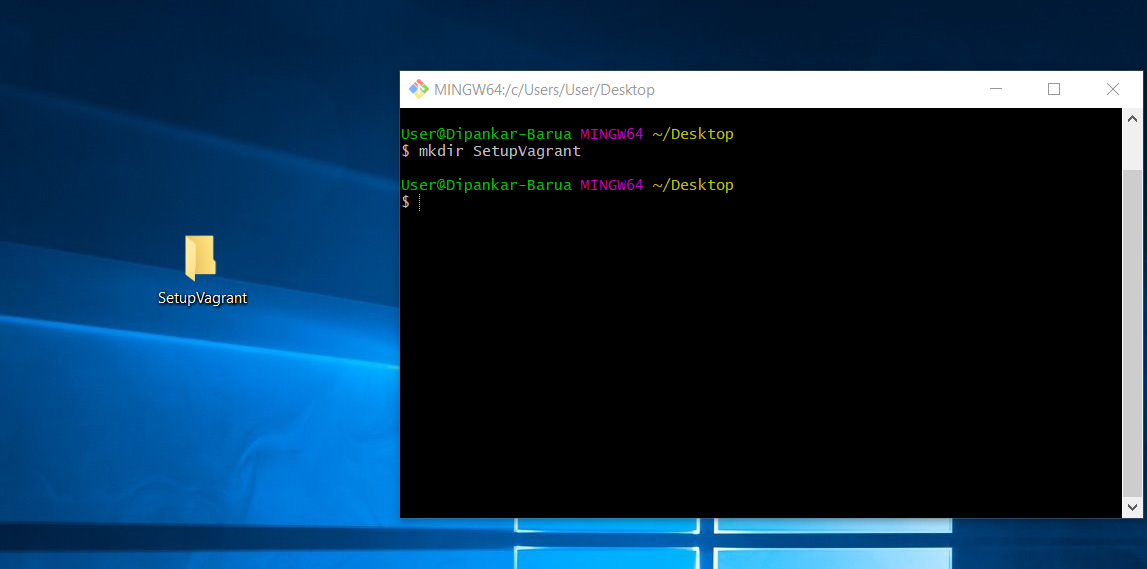 MINGW64:/c/Users/User/Desktop
User@Dipankar-Barua MINGW64 ~/Desktop
$ mkdir SetupVagrant
User@Dipankar-Barua MINGW64 ~/Desktop
$
SetupVagrant